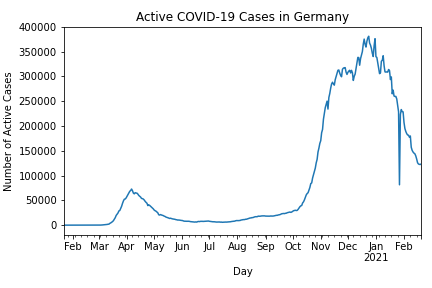 Active COVID-19 Cases in Germany
400000
350000
300000
250000
200000
150000
100000
50000
0
Number of Active Cases
Feb Mar Apr May Jun Jul Aug Sep Oct Nov Dec Jan Feb
2021
Day